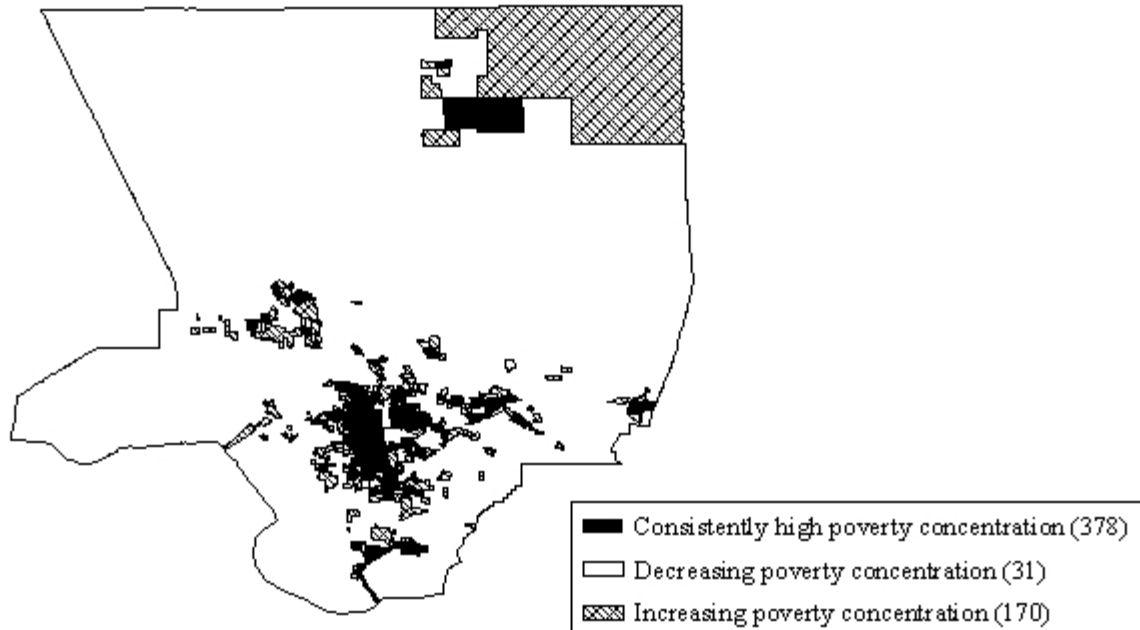 Consistently high poverty concentration (378)
Decreasing poverty concentration (31)
Increasing poverty concentration (170)